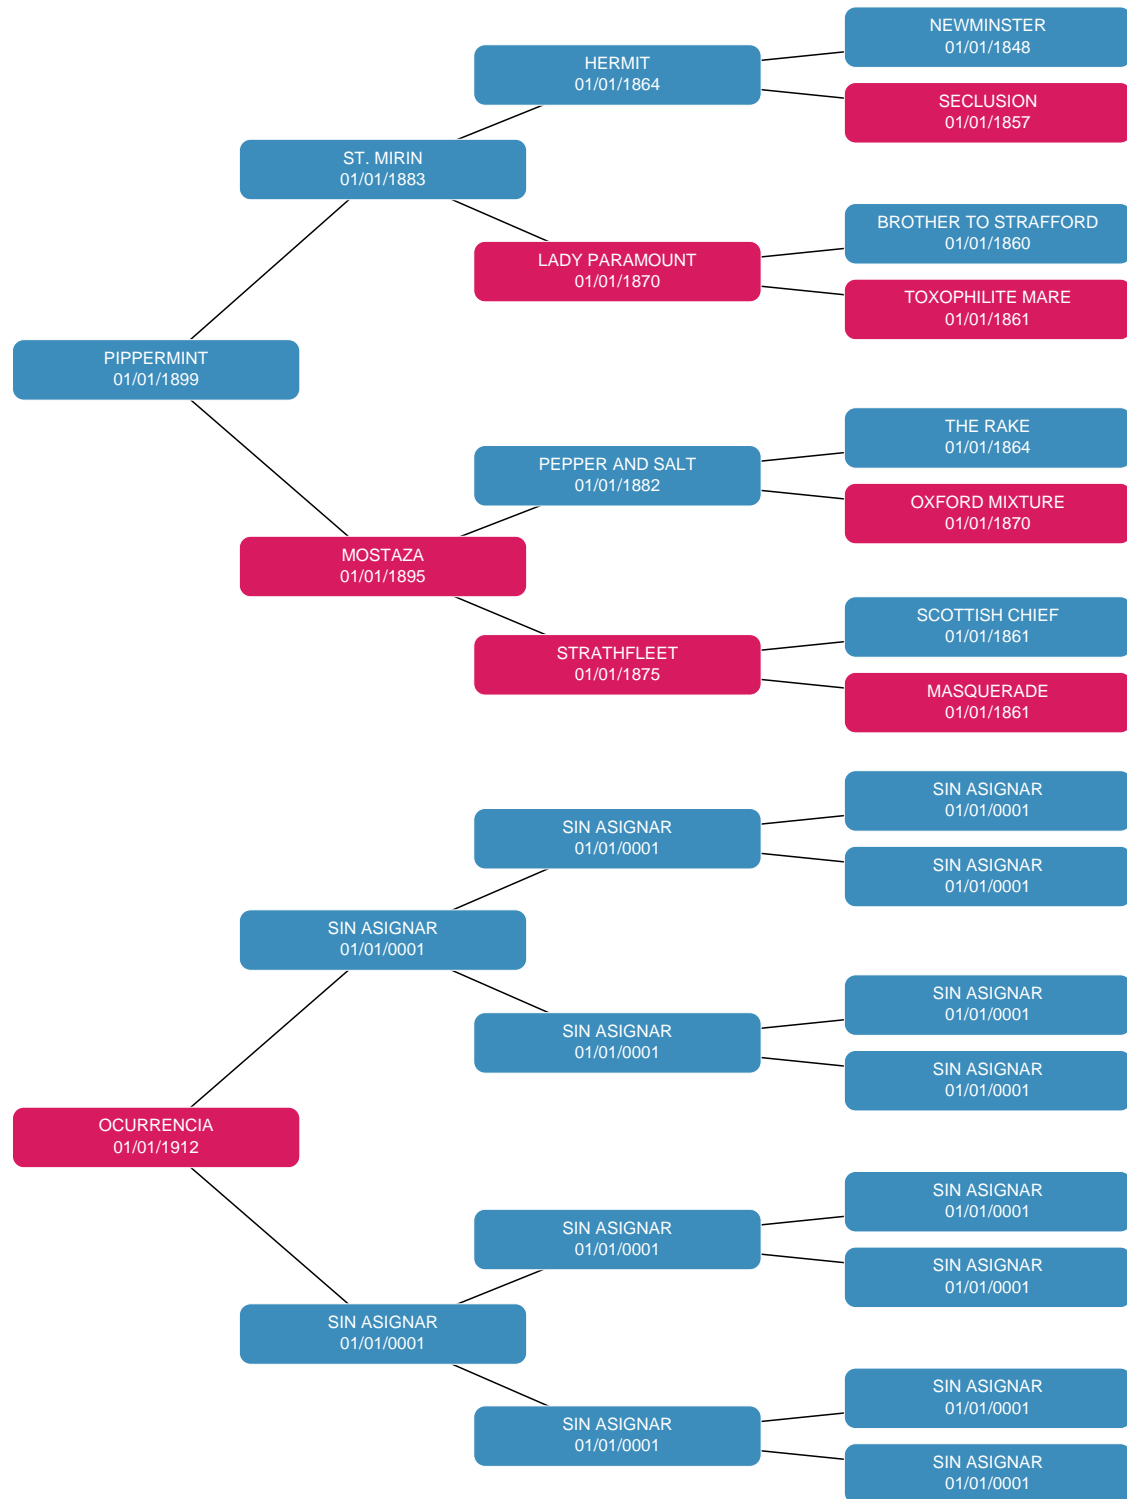 NEWMINSTER
01/01/1848
HERMIT
01/01/1864
SECLUSION
01/01/1857
ST. MIRIN
01/01/1883
BROTHER TO STRAFFORD
01/01/1860
LADY PARAMOUNT
01/01/1870
TOXOPHILITE MARE
01/01/1861
PIPPERMINT
01/01/1899
THE RAKE
01/01/1864
PEPPER AND SALT
01/01/1882
OXFORD MIXTURE
01/01/1870
MOSTAZA
01/01/1895
SCOTTISH CHIEF
01/01/1861
STRATHFLEET
01/01/1875
MASQUERADE
01/01/1861
SIN ASIGNAR
01/01/0001
SIN ASIGNAR
01/01/0001
SIN ASIGNAR
01/01/0001
SIN ASIGNAR
01/01/0001
SIN ASIGNAR
01/01/0001
SIN ASIGNAR
01/01/0001
SIN ASIGNAR
01/01/0001
OCURRENCIA
01/01/1912
SIN ASIGNAR
01/01/0001
SIN ASIGNAR
01/01/0001
SIN ASIGNAR
01/01/0001
SIN ASIGNAR
01/01/0001
SIN ASIGNAR
01/01/0001
SIN ASIGNAR
01/01/0001
SIN ASIGNAR
01/01/0001